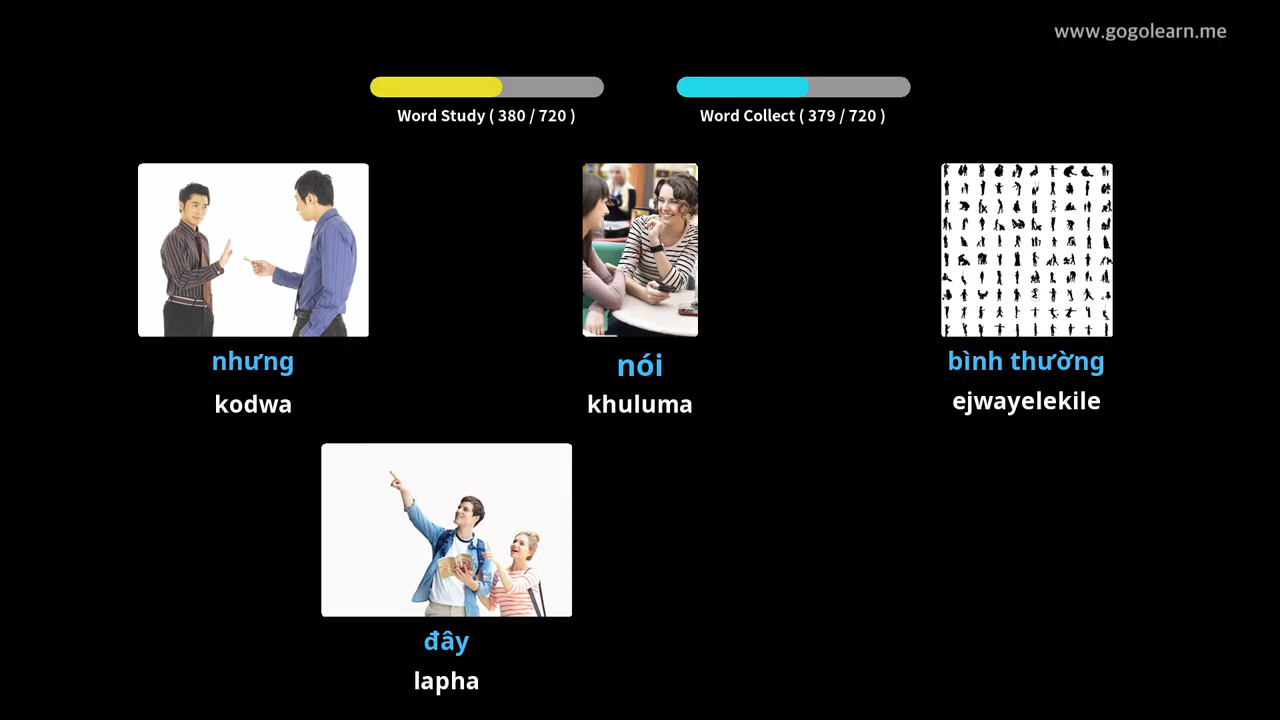 www.gogolearn.me
Word Study ( 380 / 720 )
Word Collect ( 379 / 720 )
nhưng
nói
bình thường
kodwa
khuluma
ejwayelekile
đây
lapha